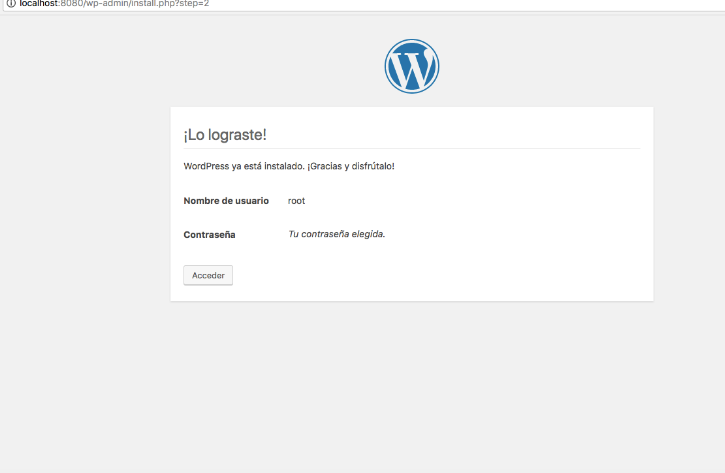 localhost:8080/wp-admin/install.php?step=2
¡Lo lograste!
WordPress ya está instalado. ¡Gracias y disfrútalo!
Nombre de usuario root
Contraseña Tu contraseña elegida.
Acceder